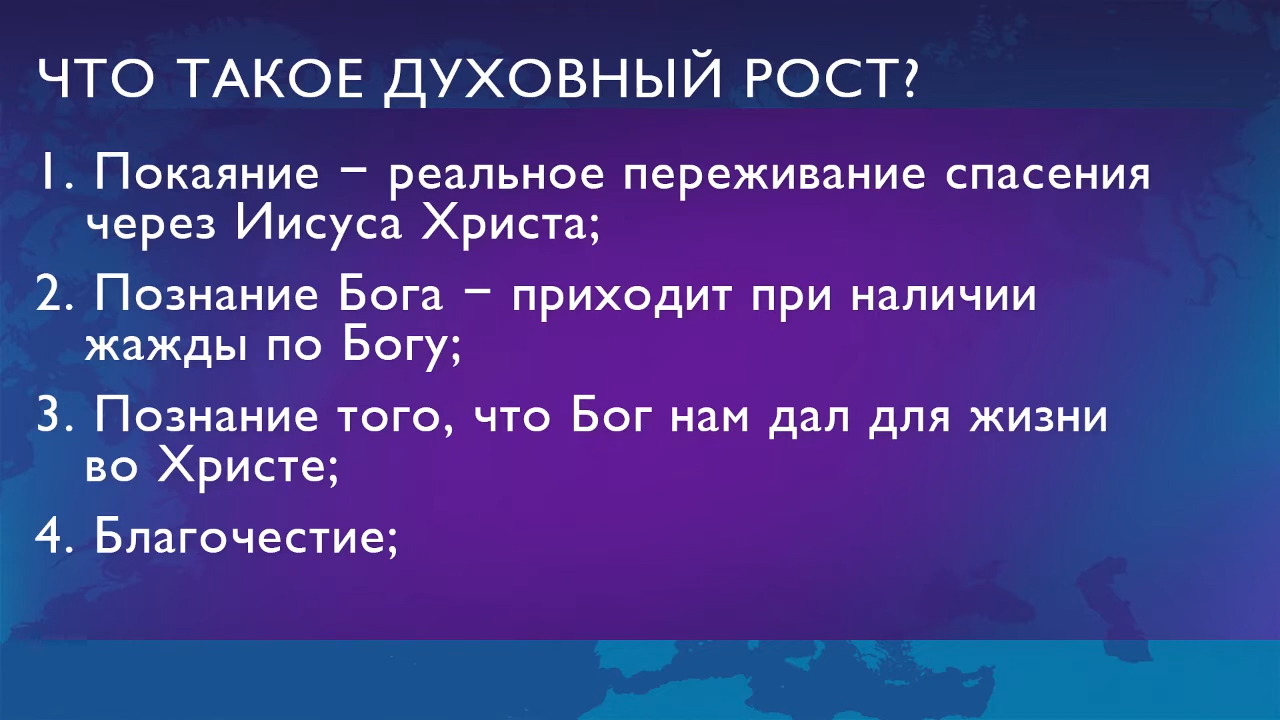 ЧТО ТАКОЕ ДУХОВНЫЙ РОСТ?
1. Покаяние – реальное переживание спасения
через Иисуса Христа;
2. Познание Бога – приходит при наличии
жажды по Богу;
3. Познание того, что Бог нам дал для жизни
во Христе;
4. Благочестие;